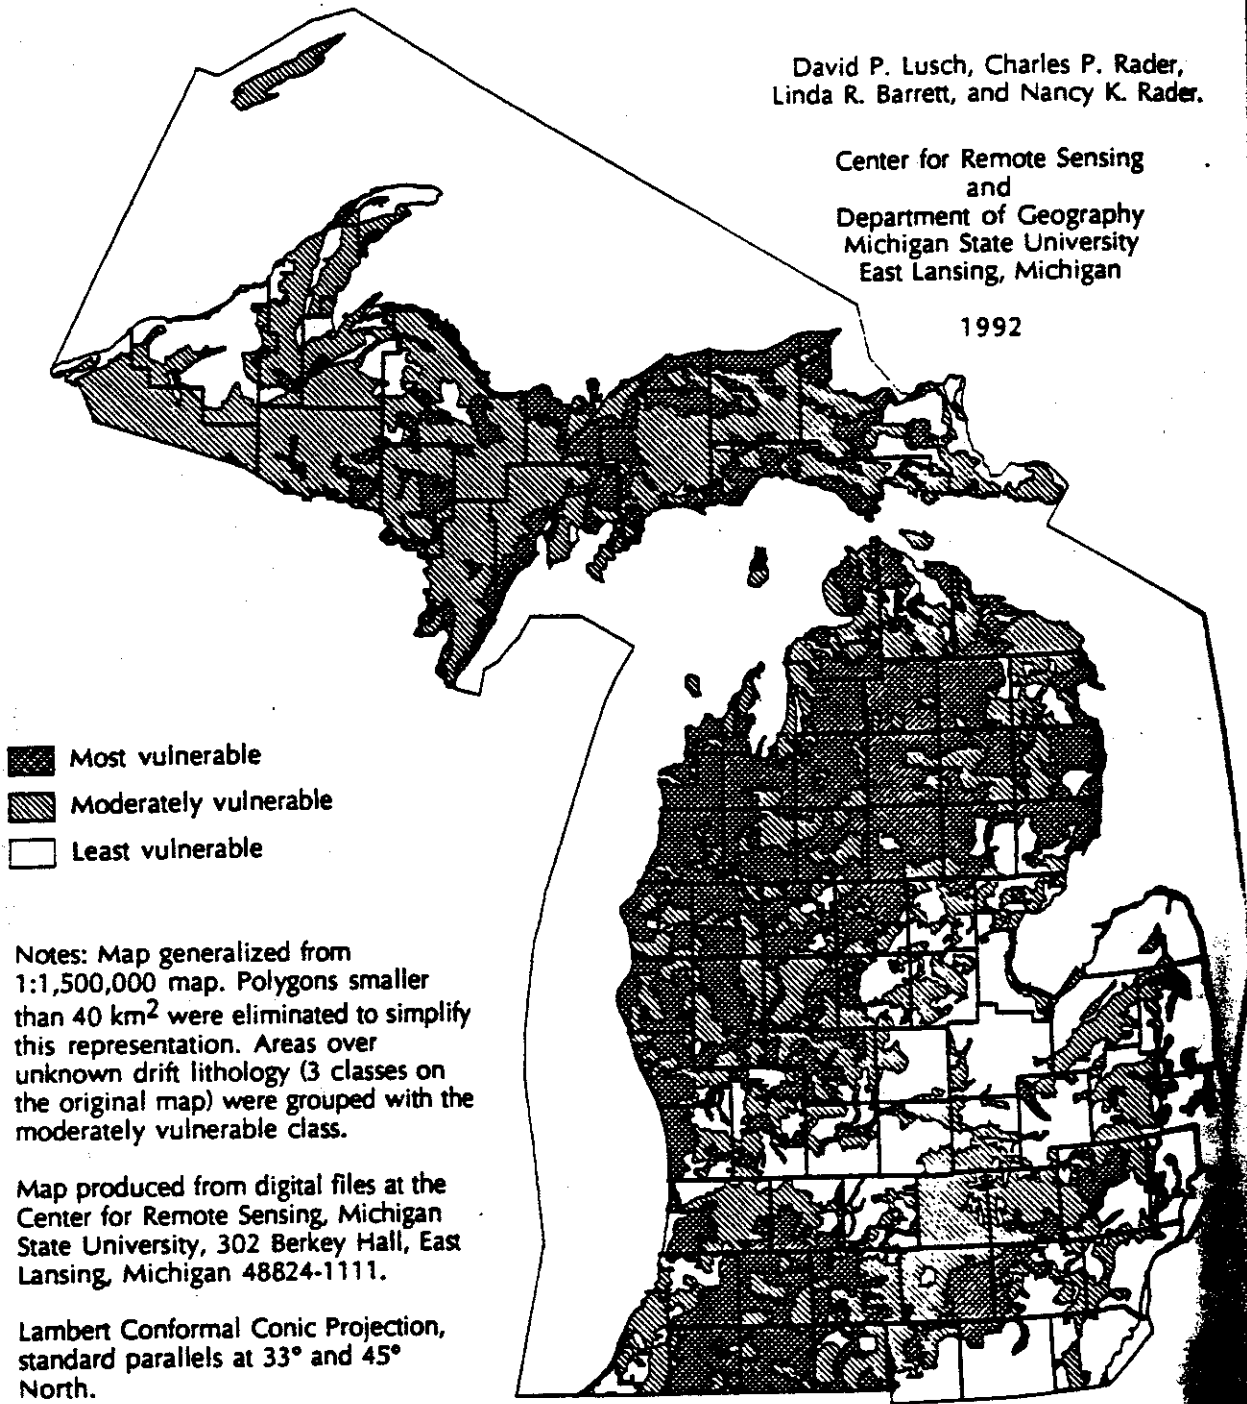 David P. Lusch, Charles P. Rader,
Linda R. Barrett, and Nancy K. Rader.
Center for Remote Sensing
and
Department of Geography
Michigan State University
East Lansing, Michigan
1992
Most vulnerable
Moderately vulnerable
Least vulnerable
Notes: Map generalized from
1:1,500,000 map. Polygons smaller
than 40 km² were eliminated to simplify
this representation. Areas over
unknown drift lithology (3 classes on
the original map) were grouped with the
moderately vulnerable class.
Map produced from digital files at the
Center for Remote Sensing, Michigan
State University, 302 Berkey Hall, East
Lansing, Michigan 48824-1111.
Lambert Conformal Conic Projection,
standard parallels at 33° and 45°
North.